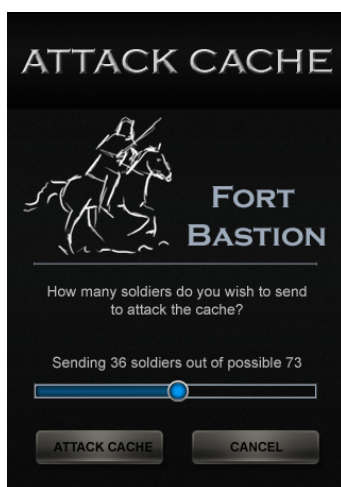 ATTACK CACHE
FORT
BASTION
How many soldiers do you wish to send
to attack the cache?
Sending 36 soldiers out of possible 73
ATTACK CACHE
CANCEL